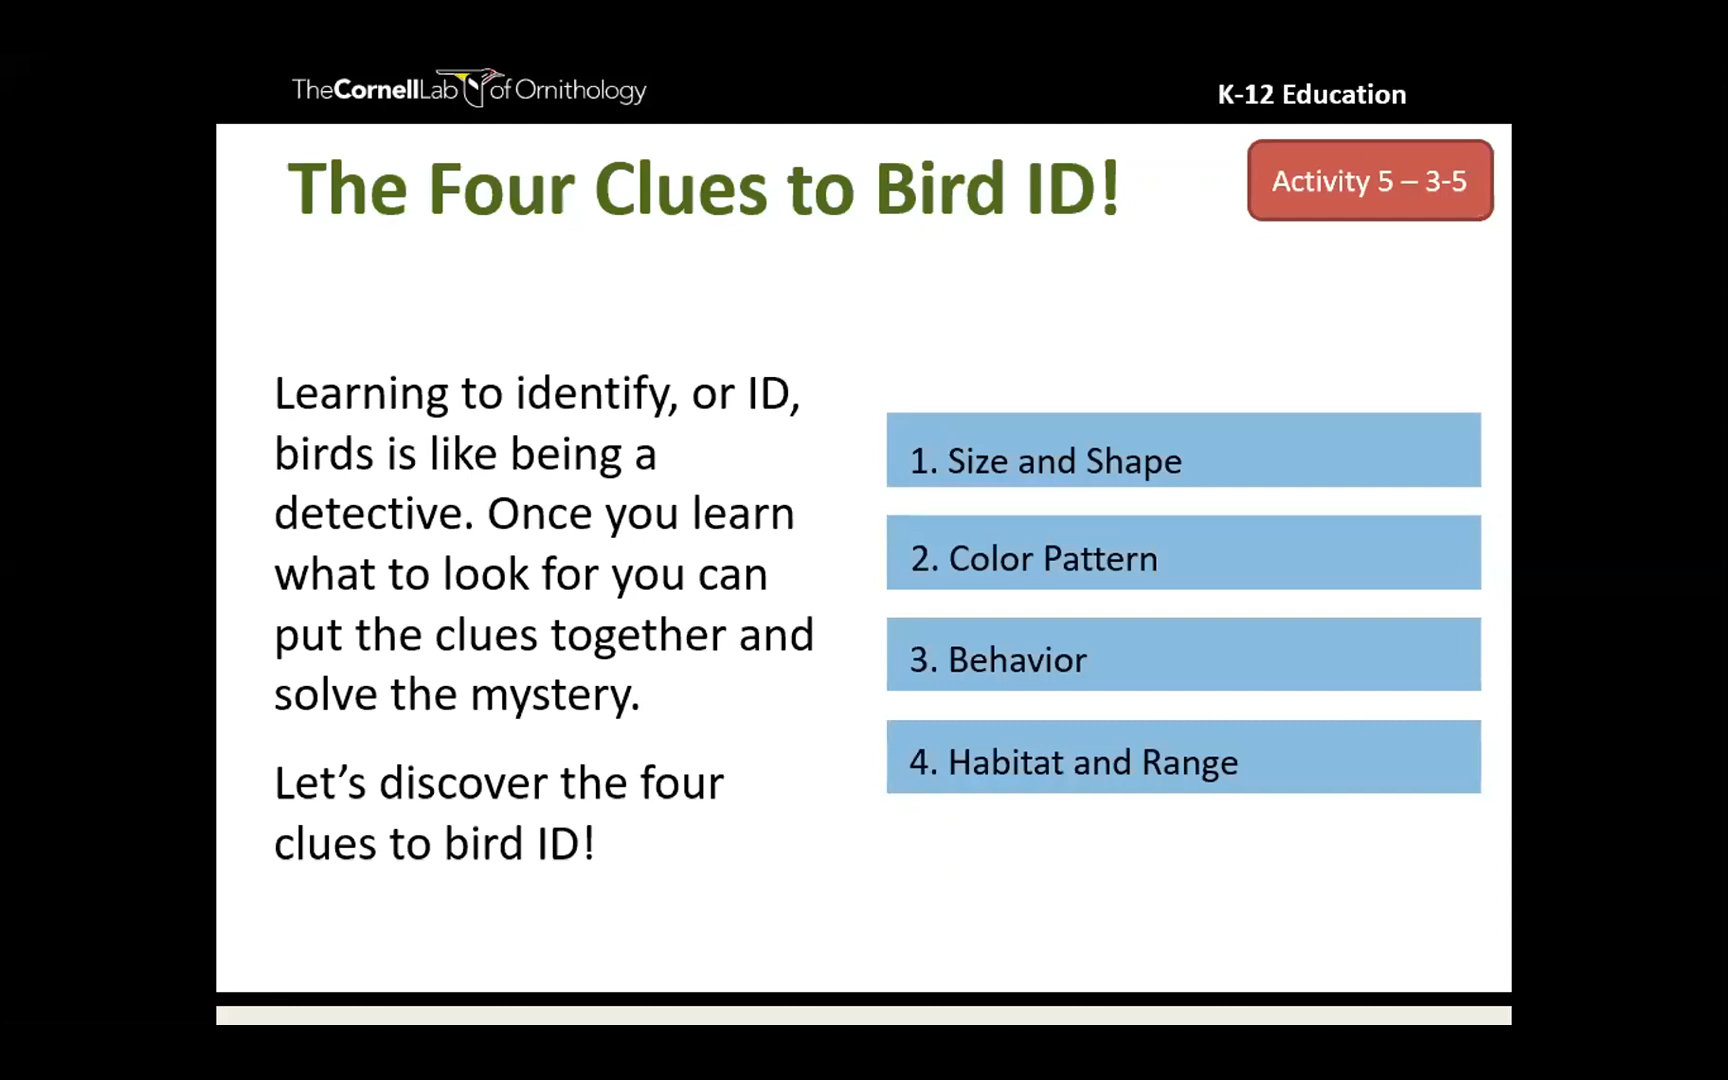 TheCornellLab of Ornithology
K-12 Education
The Four Clues to Bird ID!
Activity 5 – 3-5
Learning to identify, or ID,
birds is like being a
detective. Once you learn
what to look for you can
put the clues together and
solve the mystery.
Let’s discover the four
clues to bird ID!
1. Size and Shape
2. Color Pattern
3. Behavior
4. Habitat and Range